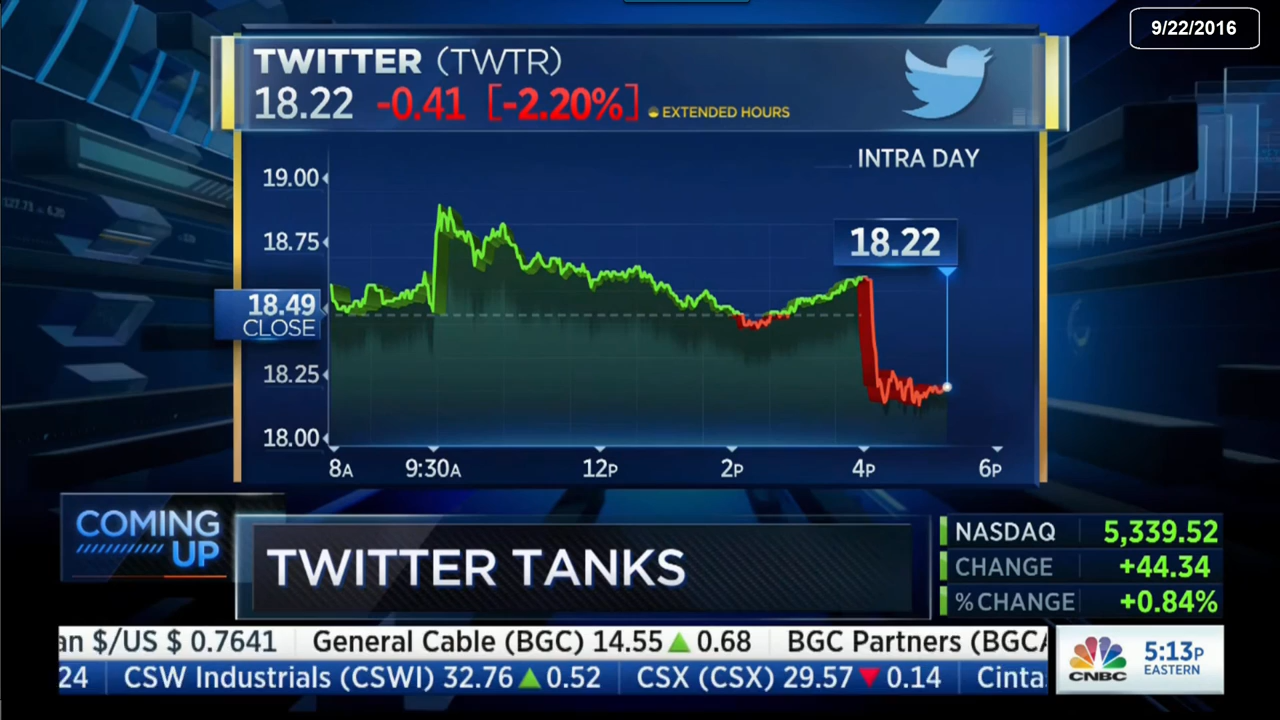 9/22/2016
TWITTER (TWTR)
18.22 -0.41 [-2.20%] EXTENDED HOURS
INTRA DAY
19.00
18.75
18.22
18.49
CLOSE
18.25
18.00
8A 9:30A 12P 2P 4P 6P
COMING
UP
TWITTER TANKS
NASDAQ 5,339.52
CHANGE +44.34
% CHANGE +0.84%
an $/US $ 0.7641 General Cable (BGC) 14.55 ▲ 0.68 BGC Partners (BGCA
24 CSW Industrials (CSWI) 32.76 ▲ 0.52 CSX (CSX) 29.57 ▼ 0.14 Cinta
CNBC
5:13P
EASTERN